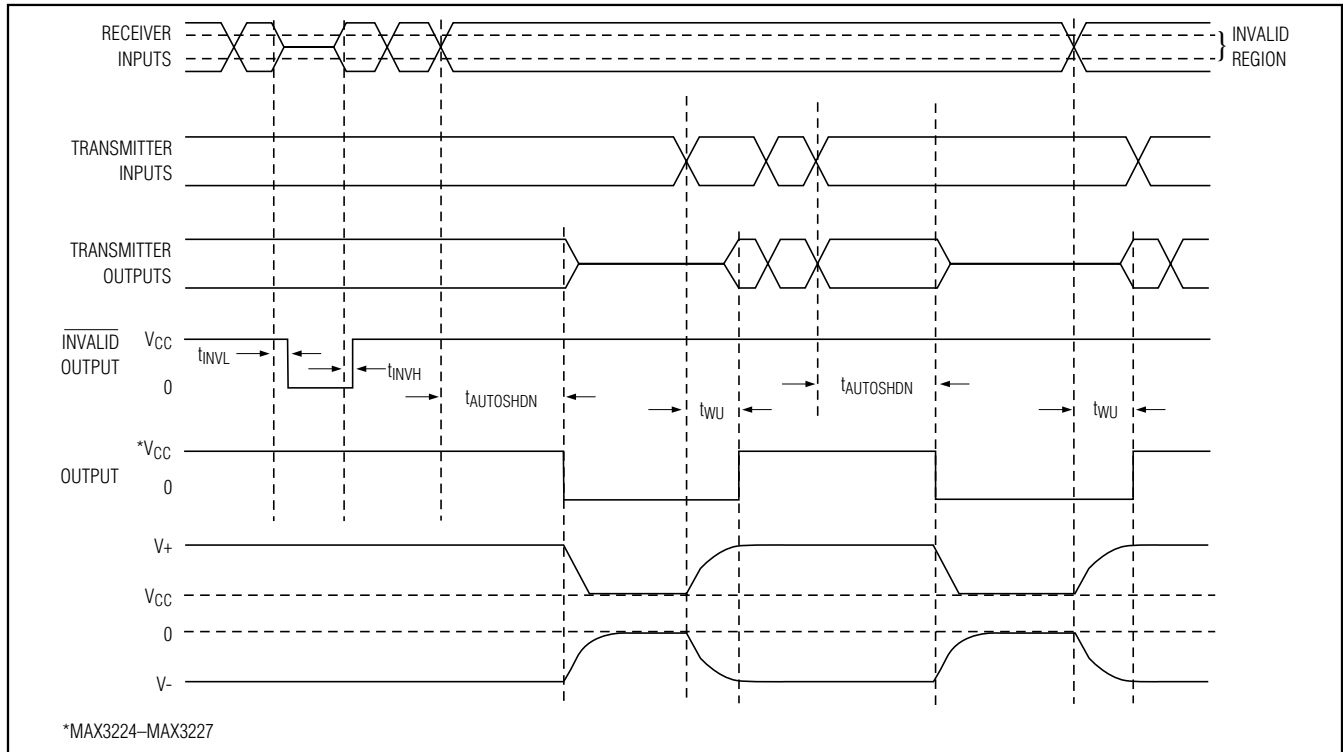 RECEIVER
INPUTS
} INVALID
REGION
TRANSMITTER
INPUTS
TRANSMITTER
OUTPUTS
INVALID
OUTPUT
VCC
0
tINVL
tINVH
tAUTOSHDN
tWU
tAUTOSHDN
tWU
OUTPUT
*VCC
0
V+
VCC
0
V-
*MAX3224–MAX3227